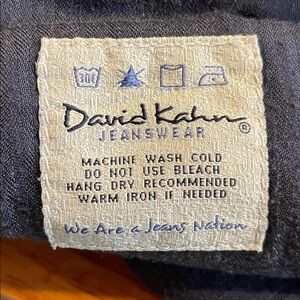 David Kahn®
JEANSWEAR
MACHINE WASH COLD
DO NOT USE BLEACH
HANG DRY RECOMMENDED
WARM IRON IF NEEDED
We Are a Jeans Nation